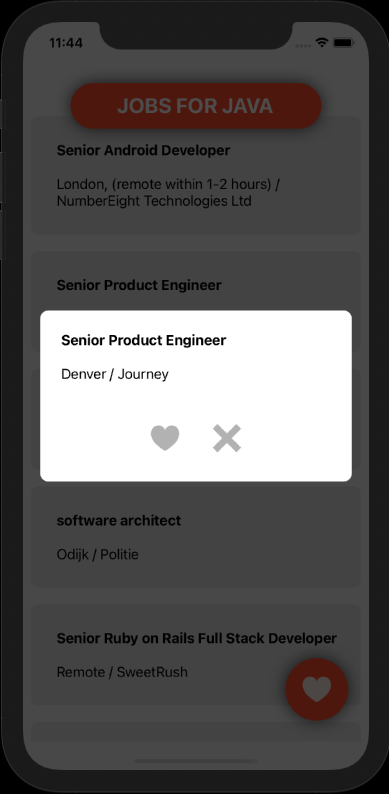 11:44
JOBS FOR JAVA
Senior Android Developer
London, (remote within 1-2 hours) /
NumberEight Technologies Ltd
Senior Product Engineer
Senior Product Engineer
Denver / Journey
software architect
Odijk / Politie
Senior Ruby on Rails Full Stack Developer
Remote / SweetRush